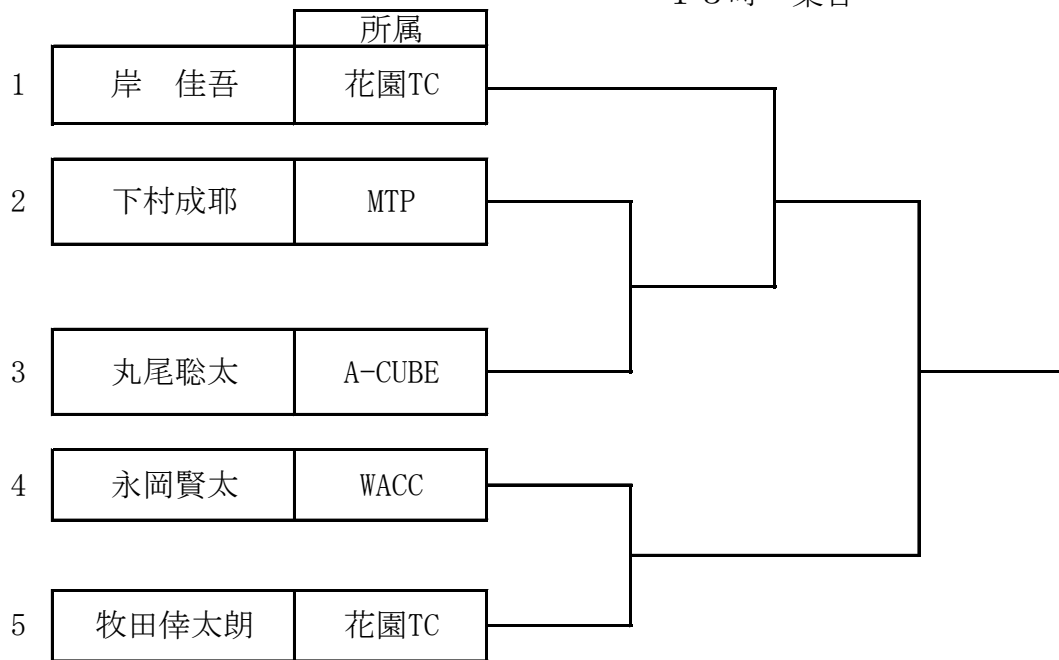 所属
1 岸　佳吾 花園TC
2 下村成耶 MTP
3 丸尾聡太 A-CUBE
4 永岡賢太 WACC
5 牧田倖太朗 花園TC